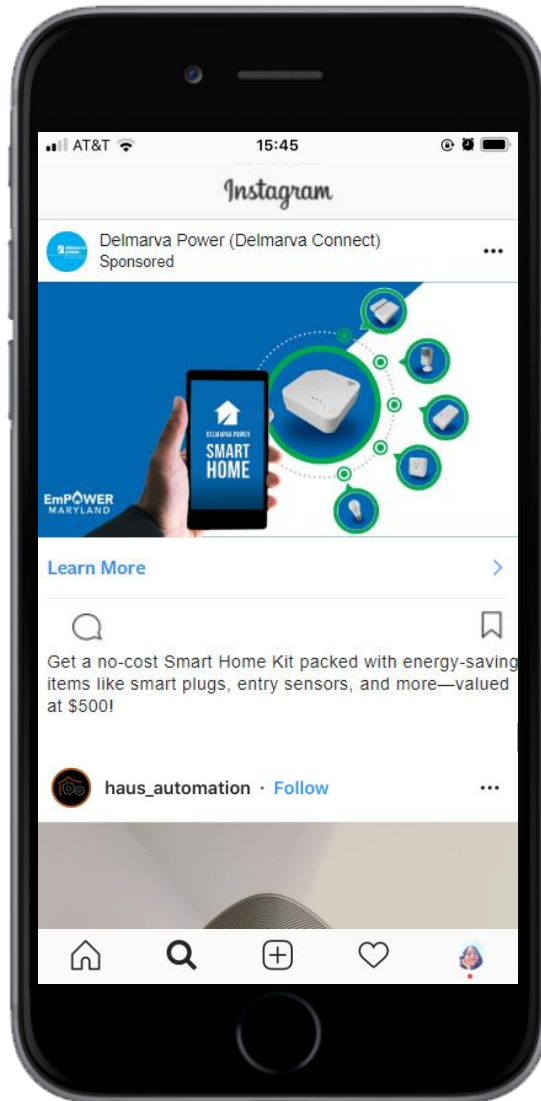 AT&T
15:45
Instagram
Delmarva Power (Delmarva Connect)
Sponsored
DELMARVA POWER
SMART
HOME
EmPOWER
MARYLAND
Learn More
Get a no-cost Smart Home Kit packed with energy-saving
items like smart plugs, entry sensors, and more—valued
at $500!
haus_automation · Follow